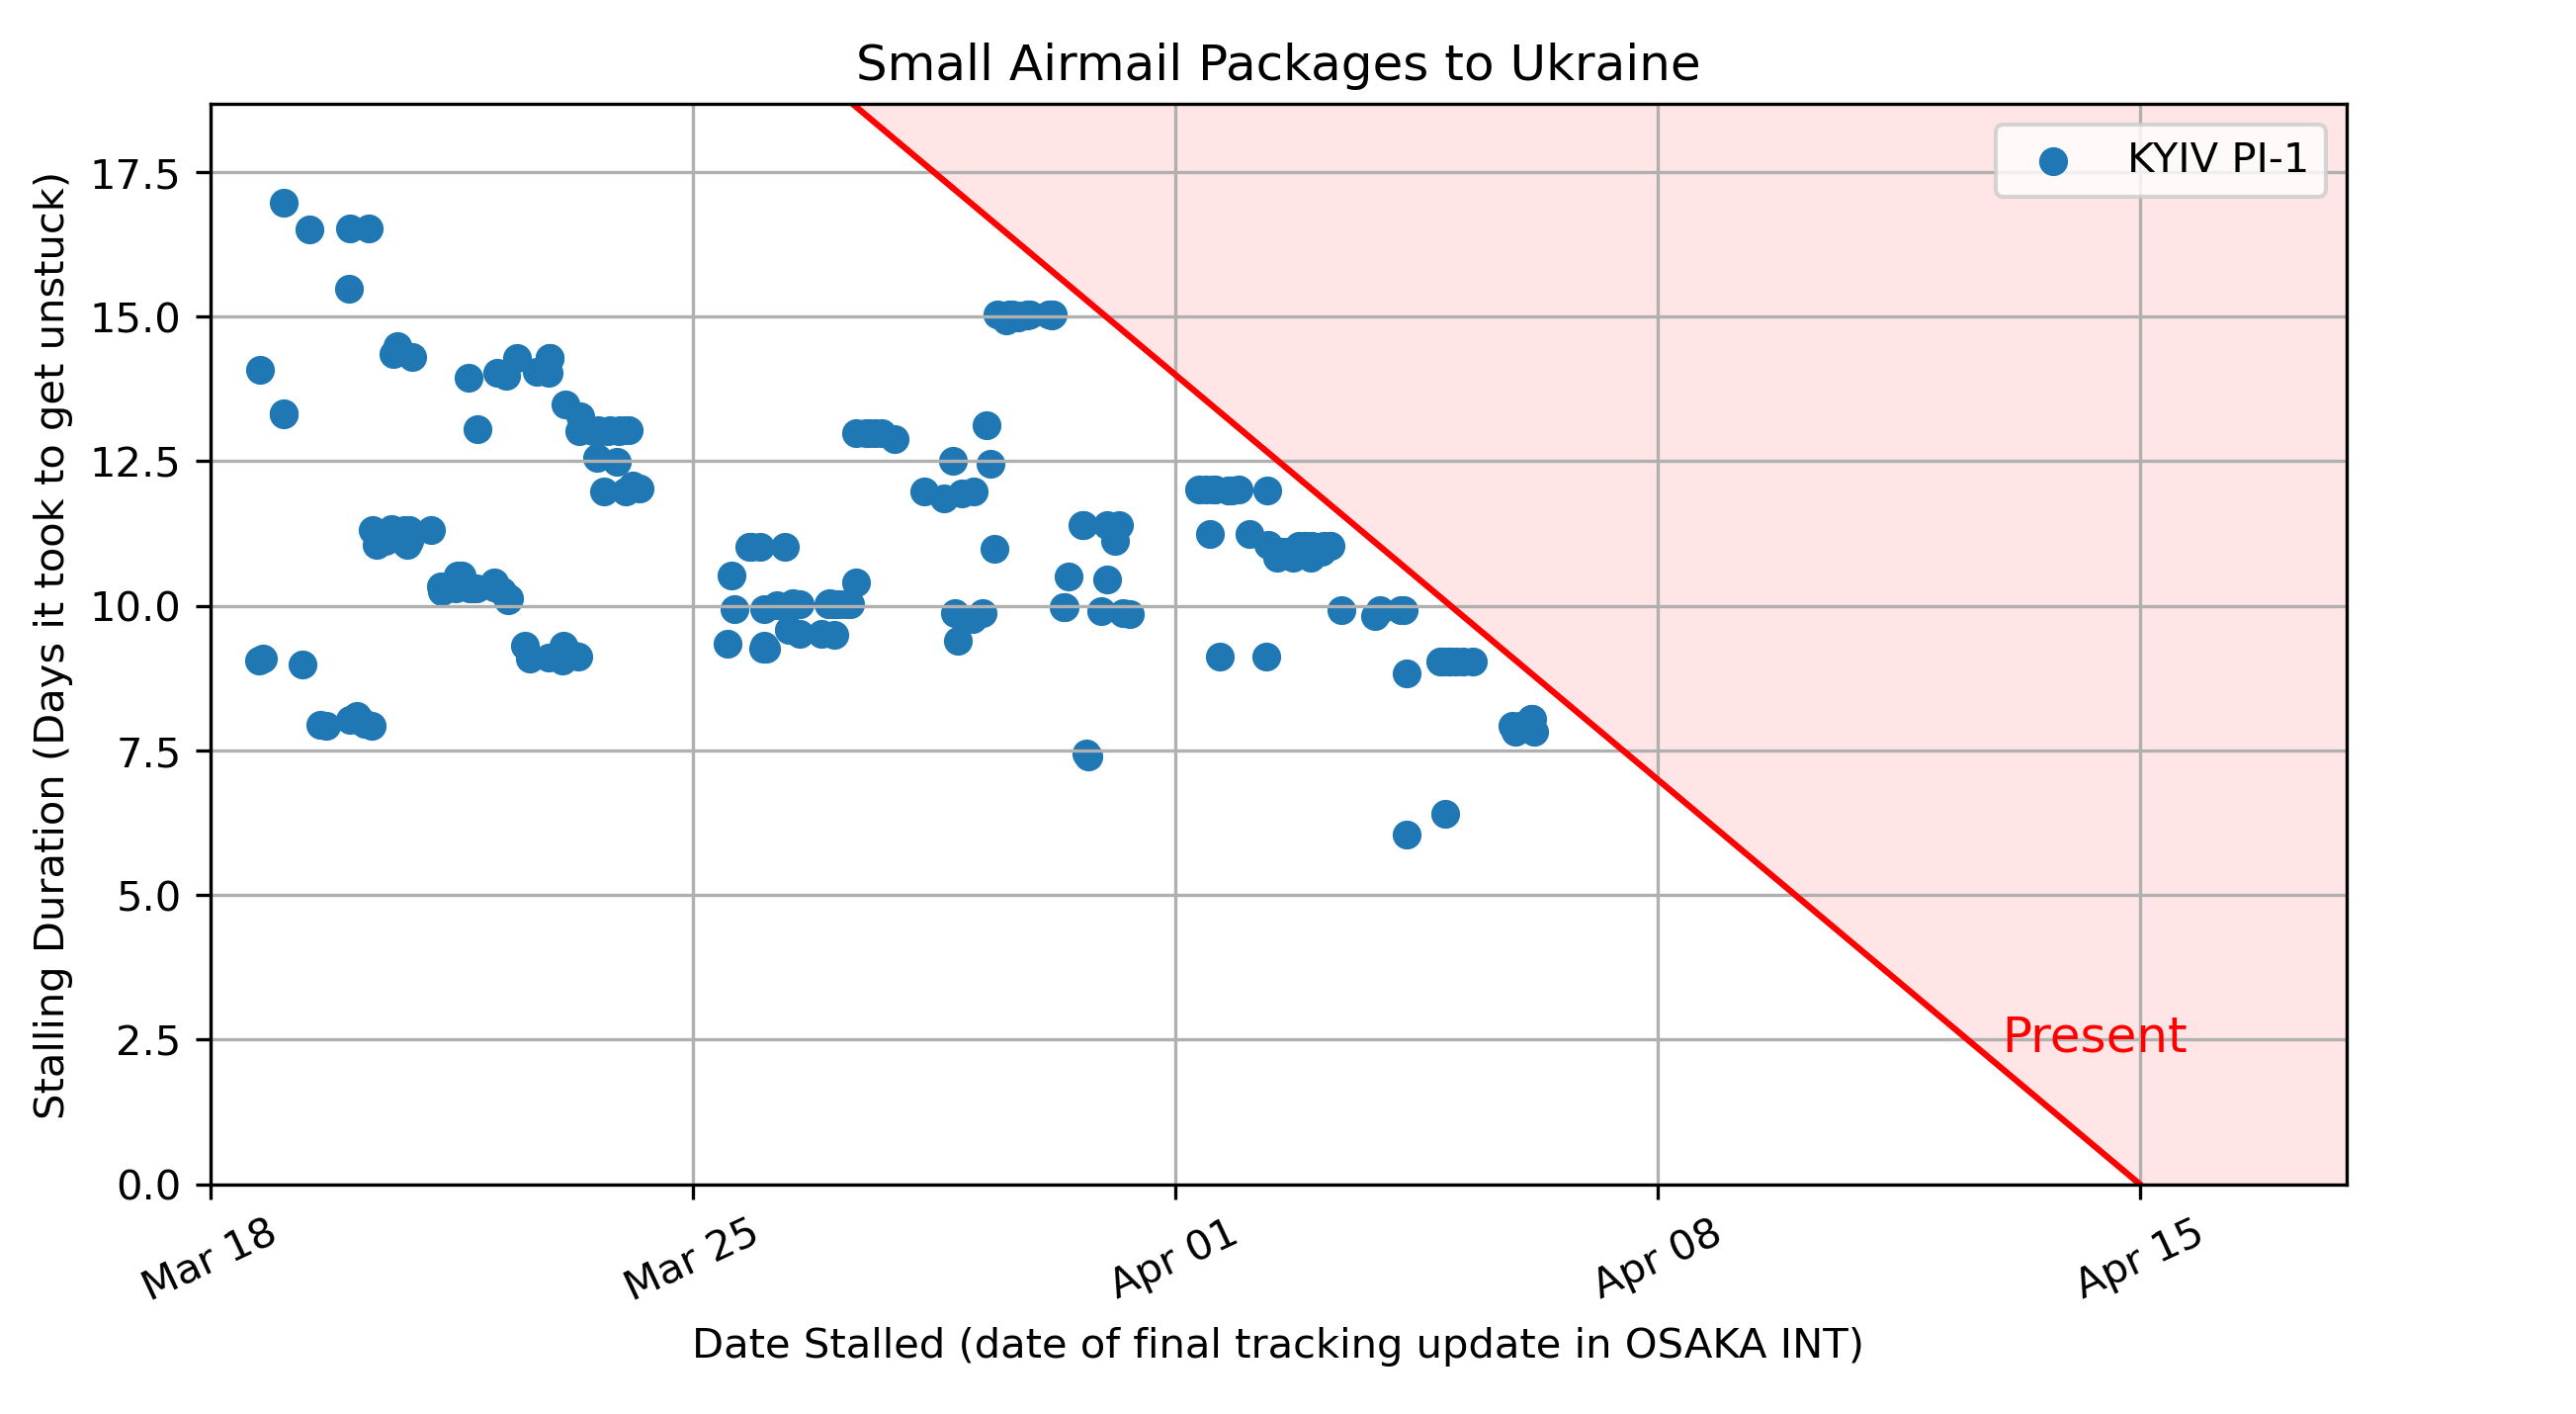 Small Airmail Packages to Ukraine
KYIV PI-1
Stalling Duration (Days it took to get unstuck)
17.5
15.0
12.5
10.0
7.5
5.0
2.5
0.0
Present
Mar 18
Mar 25
Apr 01
Apr 08
Apr 15
Date Stalled (date of final tracking update in OSAKA INT)